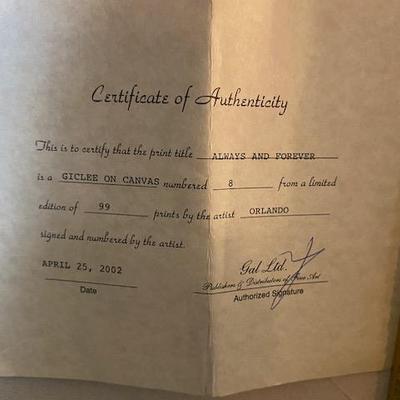 Certificate of Authenticity
This is to certify that the print title ALWAYS AND FOREVER
is a GICLEE ON CANVAS numbered 8 from a limited
edition of 99 prints by the artist ORLANDO
signed and numbered by the artist.
APRIL 25, 2002
Date
Gal Ltd.
Publishers & Distributors of Fine Art
Authorized Signature